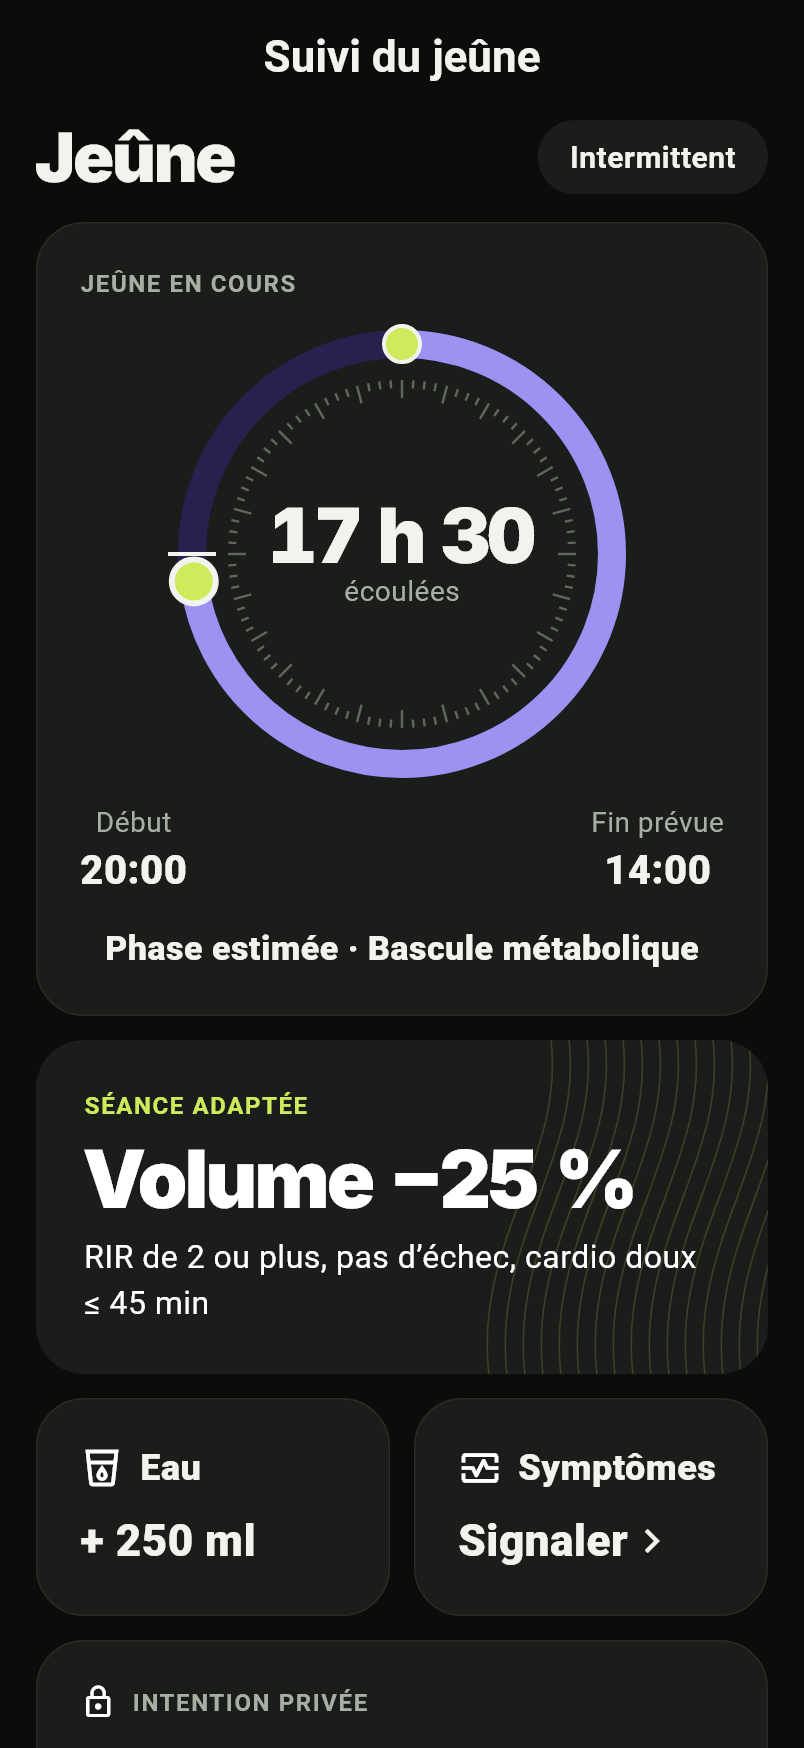 Suivi du jeûne
Jeûne
Intermittent
JEÛNE EN COURS
17 h 30
écoulées
Début
Fin prévue
20:00
14:00
Phase estimée · Bascule métabolique
SÉANCE ADAPTÉE
Volume −25 %
RIR de 2 ou plus, pas d’échec, cardio doux
≤ 45 min
Eau
+ 250 ml
Symptômes
Signaler
INTENTION PRIVÉE